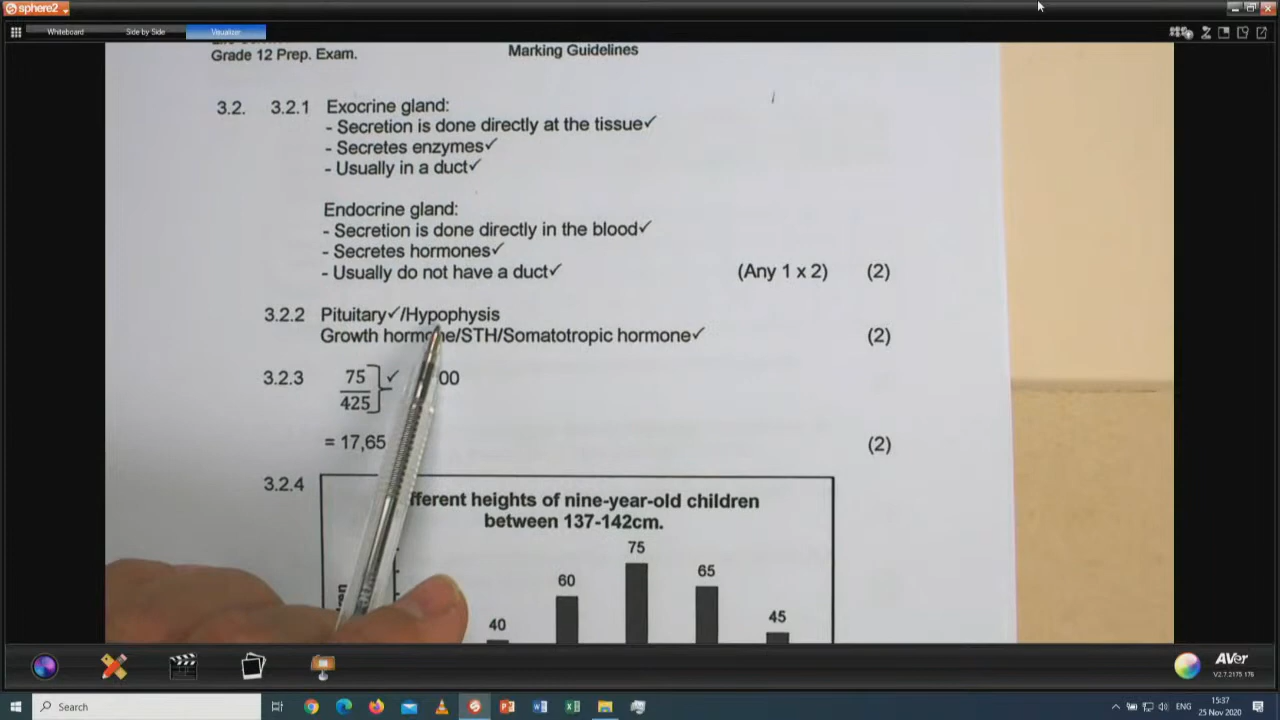 sphere2
Whiteboard
Side by Side
Visualizer
Grade 12 Prep. Exam.
Marking Guidelines
3.2. 3.2.1 Exocrine gland:
- Secretion is done directly at the tissue✓
- Secretes enzymes✓
- Usually in a duct✓
Endocrine gland:
- Secretion is done directly in the blood✓
- Secretes hormones✓
- Usually do not have a duct✓ (Any 1 x 2) (2)
3.2.2 Pituitary✓/Hypophysis
Growth hormone/STH/Somatotropic hormone✓ (2)
3.2.3 75 ✓ 00
425
= 17,65 (2)
3.2.4
fferent heights of nine-year-old children
between 137-142cm.
75
65
60
45
40
AVer
V2.7.2175.178
Search
ENG
15:37
25 Nov 2020